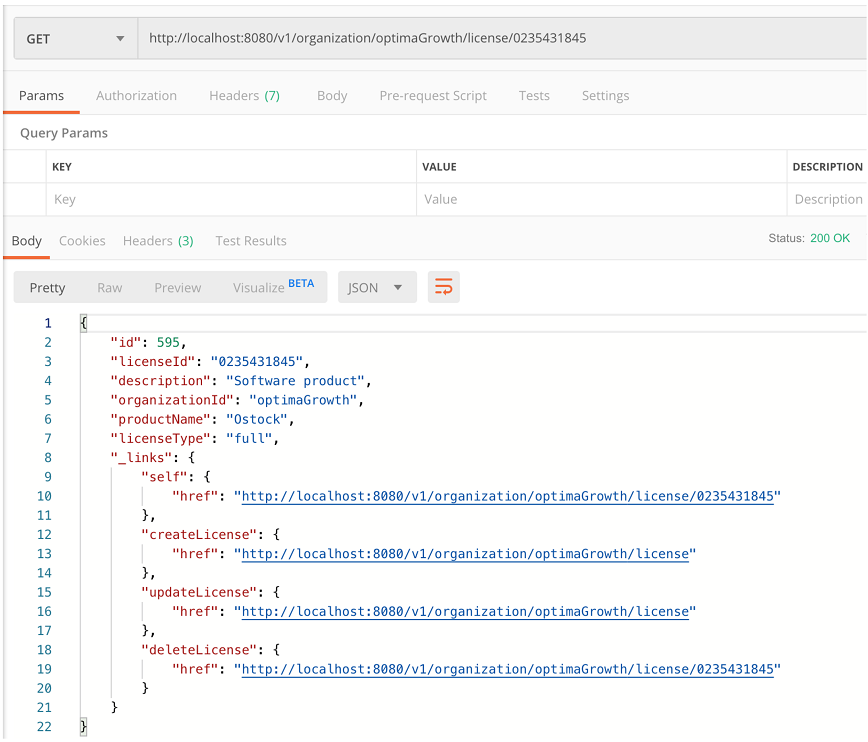 GET http://localhost:8080/v1/organization/optimaGrowth/license/0235431845
Params Authorization Headers (7) Body Pre-request Script Tests Settings
Query Params
KEY VALUE DESCRIPTION
Key Value Description
Body Cookies Headers (3) Test Results Status: 200 OK
Pretty Raw Preview Visualize BETA JSON
1 {
2 "id": 595,
3 "licenseId": "0235431845",
4 "description": "Software product",
5 "organizationId": "optimaGrowth",
6 "productName": "Ostock",
7 "licenseType": "full",
8 "_links": {
9 "self": {
10 "href": "http://localhost:8080/v1/organization/optimaGrowth/license/0235431845"
11 },
12 "createLicense": {
13 "href": "http://localhost:8080/v1/organization/optimaGrowth/license"
14 },
15 "updateLicense": {
16 "href": "http://localhost:8080/v1/organization/optimaGrowth/license"
17 },
18 "deleteLicense": {
19 "href": "http://localhost:8080/v1/organization/optimaGrowth/license/0235431845"
20 }
21 }
22 }